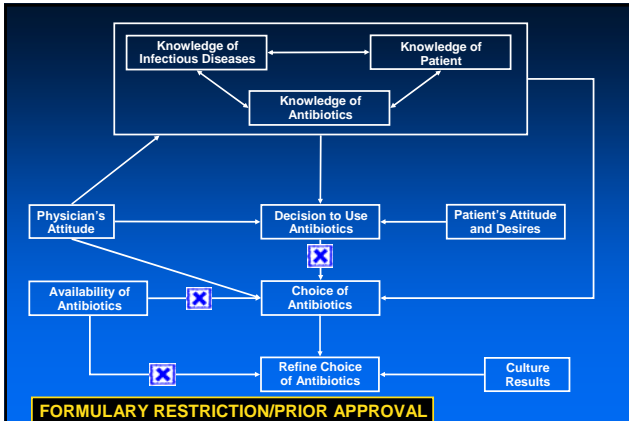 Knowledge of
Infectious Diseases
Knowledge of
Patient
Knowledge of
Antibiotics
Physician's
Attitude
Decision to Use
Antibiotics
Patient's Attitude
and Desires
Availability of
Antibiotics
Choice of
Antibiotics
Refine Choice
of Antibiotics
Culture
Results
FORMULARY RESTRICTION/PRIOR APPROVAL